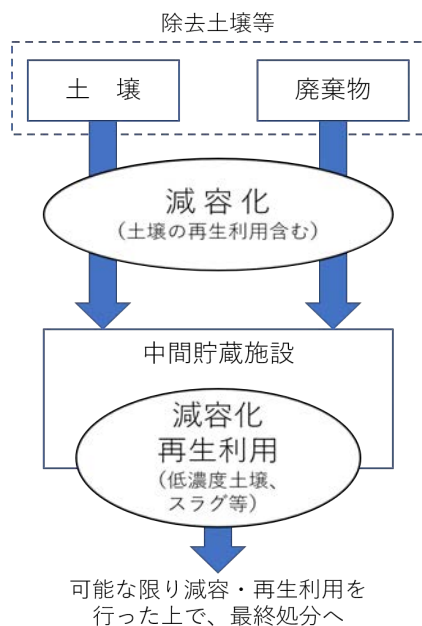 除去土壌等
土　壌
廃棄物
減 容 化
（土壌の再生利用含む）
中間貯蔵施設
減容化
再生利用
（低濃度土壌、
スラグ等）
可能な限り減容・再生利用を
行った上で、最終処分へ